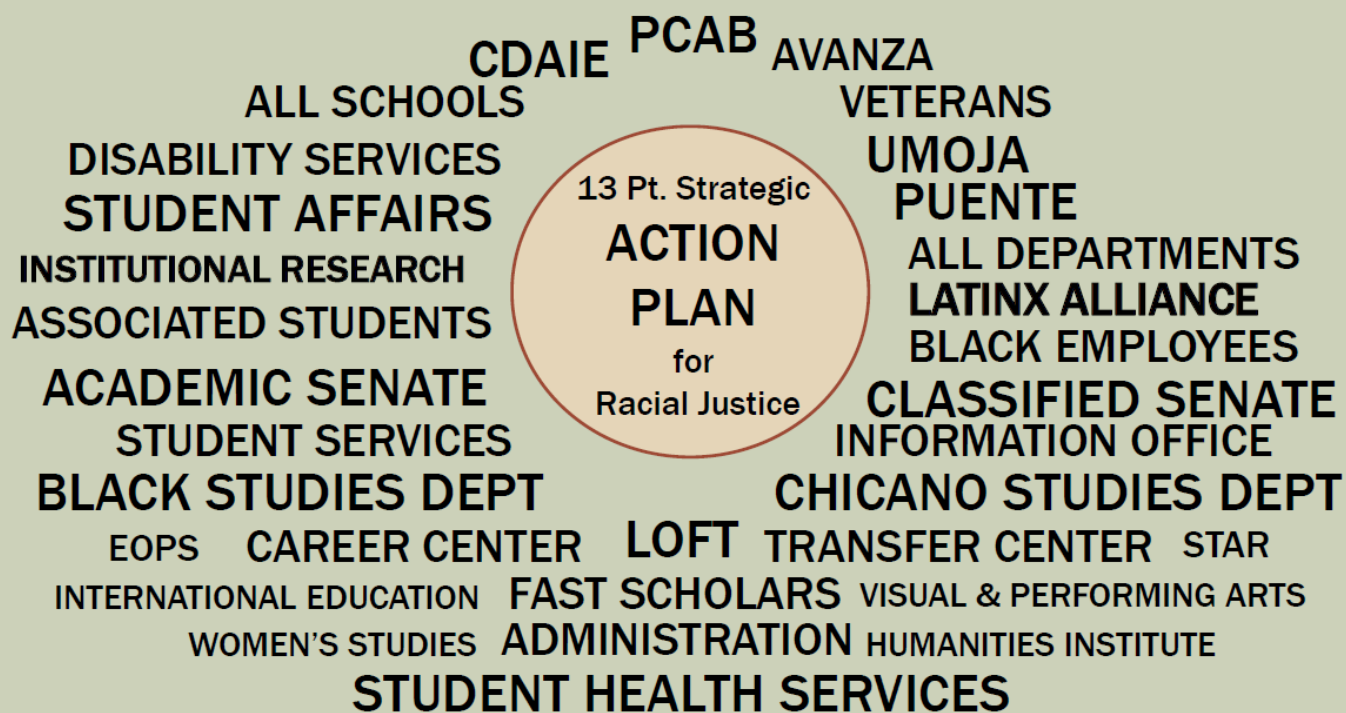 PCAB
CDAIE
AVANZA
ALL SCHOOLS
VETERANS
DISABILITY SERVICES
UMOJA
STUDENT AFFAIRS
PUENTE
INSTITUTIONAL RESEARCH
ALL DEPARTMENTS
ASSOCIATED STUDENTS
LATINX ALLIANCE
BLACK EMPLOYEES
13 Pt. Strategic
ACTION
PLAN
for
Racial Justice
ACADEMIC SENATE
CLASSIFIED SENATE
STUDENT SERVICES
INFORMATION OFFICE
BLACK STUDIES DEPT
CHICANO STUDIES DEPT
EOPS CAREER CENTER LOFT TRANSFER CENTER STAR
INTERNATIONAL EDUCATION FAST SCHOLARS VISUAL & PERFORMING ARTS
WOMEN'S STUDIES ADMINISTRATION HUMANITIES INSTITUTE
STUDENT HEALTH SERVICES